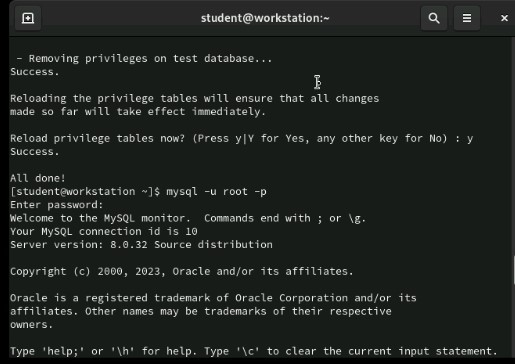 student@workstation:~
- Removing privileges on test database...
Success.
Reloading the privilege tables will ensure that all changes
made so far will take effect immediately.
Reload privilege tables now? (Press y|Y for Yes, any other key for No) : y
Success.
All done!
[student@workstation ~]$ mysql -u root -p
Enter password:
Welcome to the MySQL monitor.  Commands end with ; or \g.
Your MySQL connection id is 10
Server version: 8.0.32 Source distribution
Copyright (c) 2000, 2023, Oracle and/or its affiliates.
Oracle is a registered trademark of Oracle Corporation and/or its
affiliates. Other names may be trademarks of their respective
owners.
Type 'help;' or '\h' for help. Type '\c' to clear the current input statement.